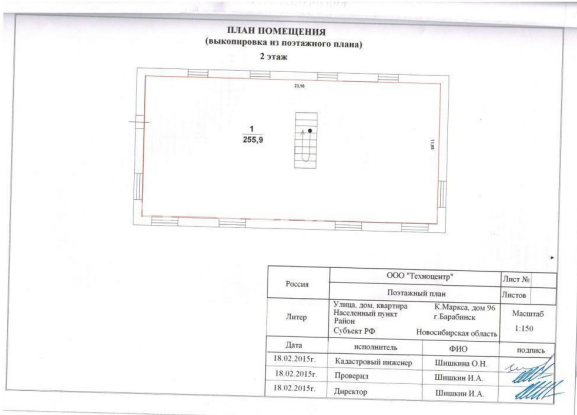 ПЛАН ПОМЕЩЕНИЯ
(выкопировка из поэтажного плана)
2 этаж
23,16
1
255,9
Россия
ООО "Техноцентр"
Лист №
Поэтажный план
Листов
Литер
Улица, дом, квартира К.Маркса, дом 96
Населенный пункт г.Барабинск
Район
Субъект РФ Новосибирская область
Масштаб
1:150
Дата исполнитель ФИО подпись
18.02.2015г. Кадастровый инженер Шишкина О.Н.
18.02.2015г. Проверил Шишкин И.А.
18.02.2015г. Директор Шишкин И.А.